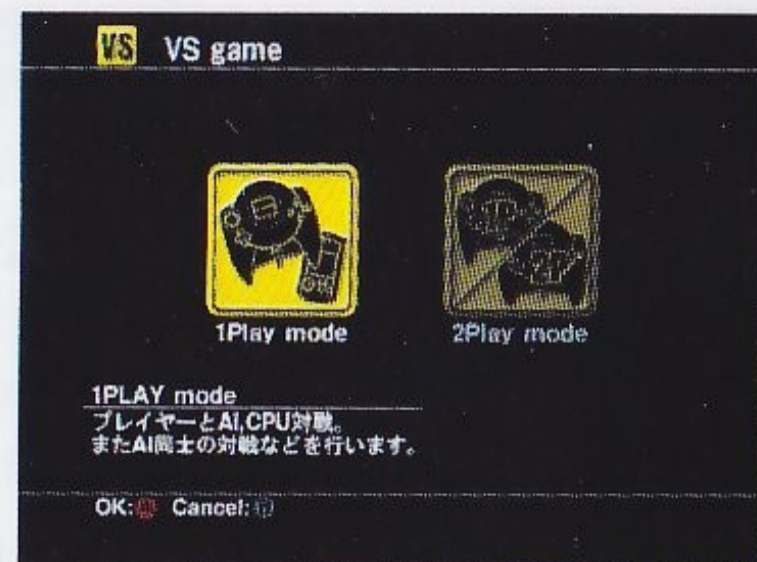 VS VS game
1P 2P
1Play mode 2Play mode
1PLAY mode
プレイヤーとAI,CPU対戦。
またAI同士の対戦などを行います。
OK: Cancel: